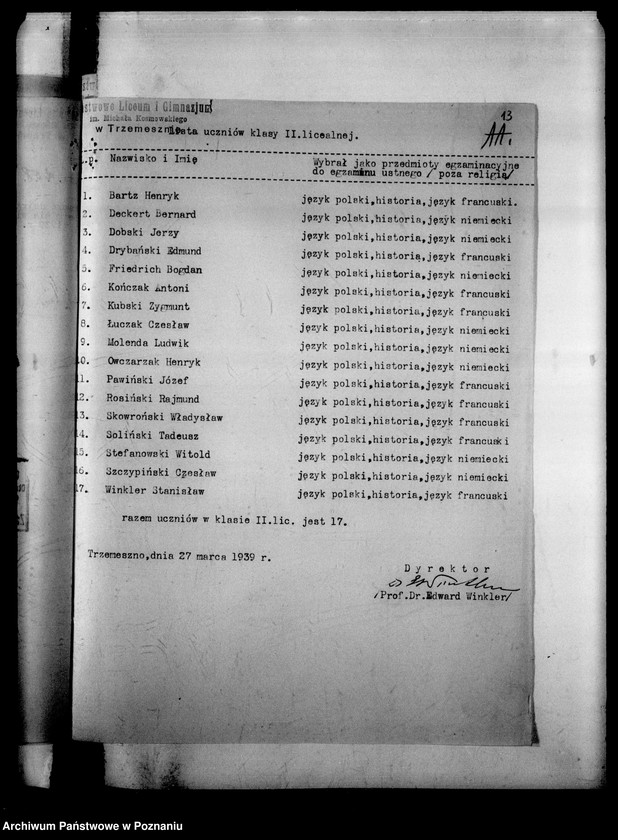 13
stwowe Liceum i Gimnazjum
im. Michała Kosmowskiego
w Trzemesznie
Lista uczniów klasy II.licealnej.
AA.
p. Nazwisko i Imię Wybrał jako przedmioty egzaminacyjne
do egzaminu ustnego / poza religią/
1. Bartz Henryk język polski,historia,język francuski.
2. Deckert Bernard język polski,historia,język niemiecki
3. Dobski Jerzy język polski,historia,język niemiecki
4. Drybański Edmund język polski,historia,język francuski
5. Friedrich Bogdan język polski,historia,język niemiecki
6. Kończak Antoni język polski,historia,język francuski
7. Kubski Zygmunt język polski,historia,język francuski
8. Łuczak Czesław język polski,historia,język niemiecki
9. Molenda Ludwik język polski,historia,język niemiecki
10. Owczarzak Henryk język polski,historia,język niemiecki
11. Pawiński Józef język polski,historia,język francuski
12. Rosiński Rajmund język polski,historia,język francuski
13. Skowroński Władysław język polski,historia,język francuski
14. Soliński Tadeusz język polski,historia,język francuski
15. Stefanowski Witold język polski,historia,język niemiecki
16. Szczypiński Czesław język polski,historia,język niemiecki
17. Winkler Stanisław język polski,historia,język francuski
razem uczniów w klasie II.lic. jest 17.
Trzemeszno,dnia 27 marca 1939 r.
Dyrektor
/Prof.Dr.Edward Winkler/
Archiwum Państwowe w Poznaniu